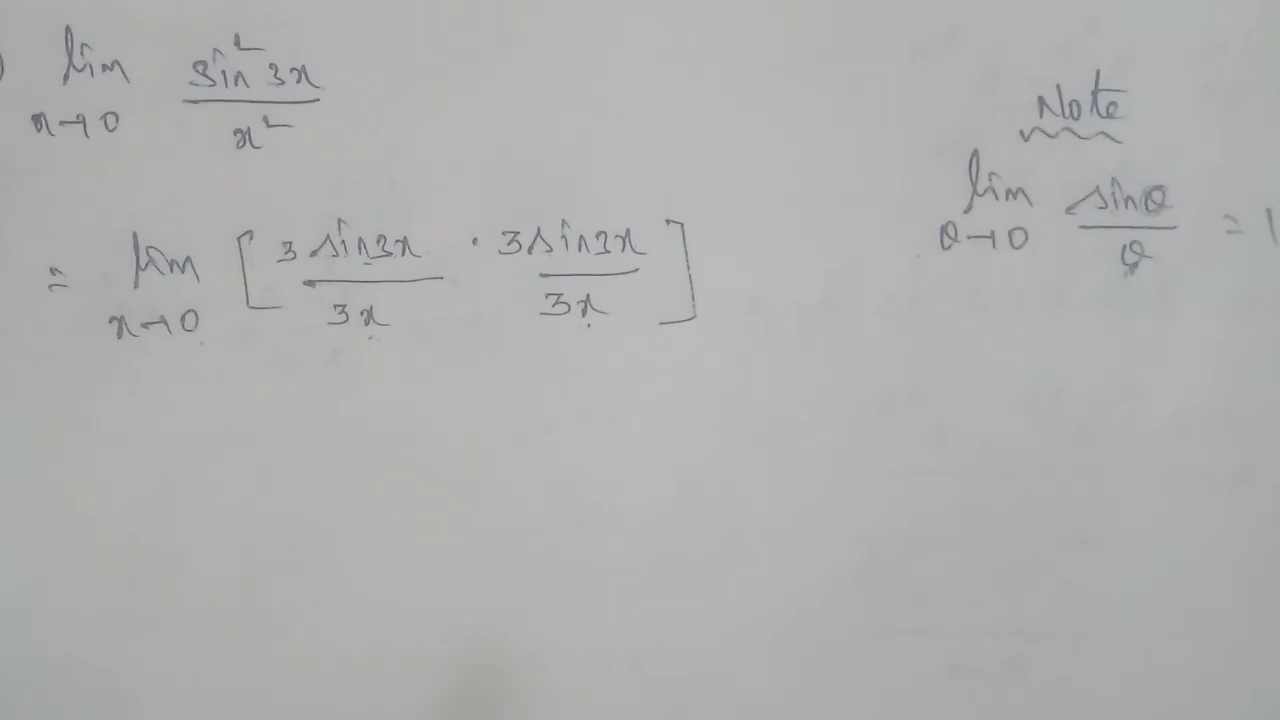 ) lim x→0 sin²3x / x²
= lim x→0 [ 3 sin3x / 3x · 3 sin3x / 3x ]
Note
lim θ→0 sinθ / θ = 1